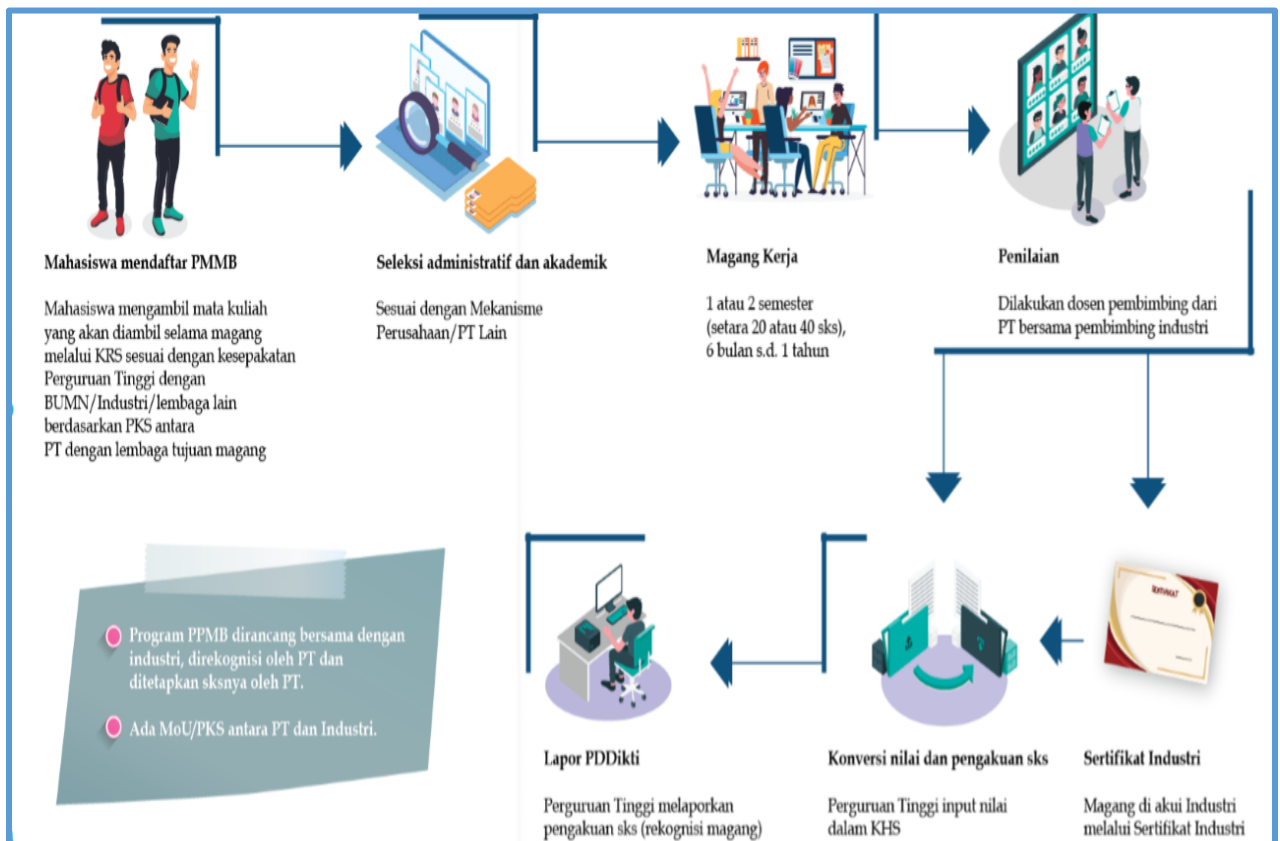 Mahasiswa mendaftar PMMB
Mahasiswa mengambil mata kuliah
yang akan diambil selama magang
melalui KRS sesuai dengan kesepakatan
Perguruan Tinggi dengan
BUMN/Industri/lembaga lain
berdasarkan PKS antara
PT dengan lembaga tujuan magang
Seleksi administratif dan akademik
Sesuai dengan Mekanisme
Perusahaan/PT Lain
Magang Kerja
1 atau 2 semester
(setara 20 atau 40 sks),
6 bulan s.d. 1 tahun
Penilaian
Dilakukan dosen pembimbing dari
PT bersama pembimbing industri
Program PPMB dirancang bersama dengan
industri, direkognisi oleh PT dan
ditetapkan sksnya oleh PT.
Ada MoU/PKS antara PT dan Industri.
Lapor PDDikti
Perguruan Tinggi melaporkan
pengakuan sks (rekognisi magang)
Konversi nilai dan pengakuan sks
Perguruan Tinggi input nilai
dalam KHS
SERTIFIKAT
Sertifikat Industri
Magang di akui Industri
melalui Sertifikat Industri